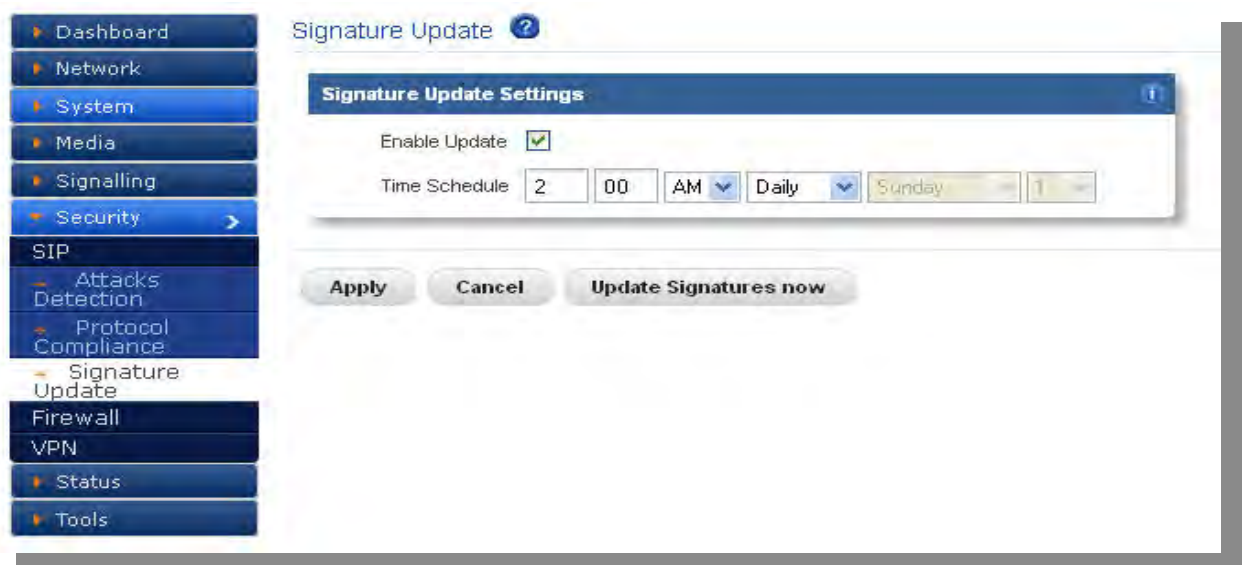 Dashboard
Network
System
Media
Signalling
Security
SIP
Attacks
Detection
Protocol
Compliance
Signature
Update
Firewall
VPN
Status
Tools
Signature Update ?
Signature Update Settings i
Enable Update
Time Schedule 2 00 AM Daily Sunday 1
Apply Cancel Update Signatures now